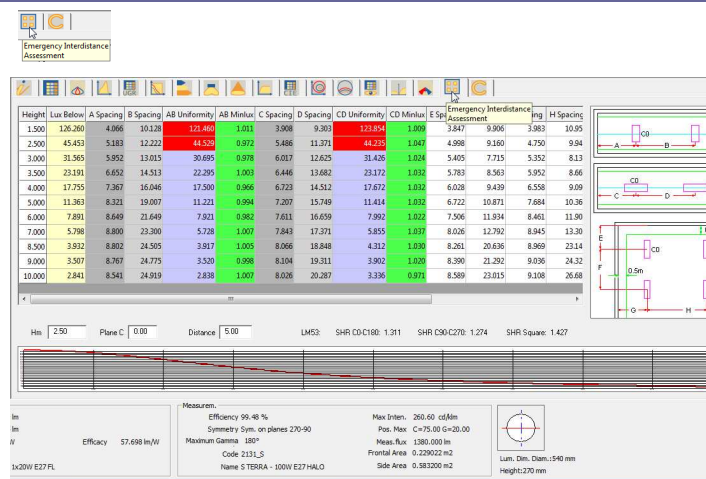 Emergency Interdistance
Assessment
UGR
CIE
Emergency Interdistance
Assessment
Height Lux Below A Spacing B Spacing AB Uniformity AB Minlux C Spacing D Spacing CD Uniformity CD Minlux E Spa ing H Spacing
1.500 126.260 4.066 10.128 121.460 1.011 3.908 9.303 123.854 1.009 3.847 9.906 3.983 10.95
2.500 45.453 5.183 12.222 44.529 0.972 5.486 11.371 44.235 1.047 4.998 9.160 4.750 9.94
3.000 31.565 5.952 13.015 30.695 0.978 6.017 12.625 31.426 1.024 5.405 7.715 5.352 8.13
3.500 23.191 6.652 14.513 22.295 1.003 6.446 13.682 23.172 1.032 5.783 8.563 5.952 8.66
4.000 17.755 7.367 16.046 17.500 0.966 6.723 14.512 17.672 1.032 6.028 9.439 6.558 9.09
5.000 11.363 8.321 19.007 11.221 0.994 7.207 15.749 11.414 1.032 6.722 10.871 7.684 10.36
6.000 7.891 8.649 21.649 7.921 0.982 7.611 16.659 7.992 1.022 7.506 11.934 8.461 11.90
7.000 5.798 8.800 23.300 5.728 1.007 7.843 17.371 5.855 1.037 8.026 12.792 8.945 13.30
8.500 3.932 8.802 24.505 3.917 1.005 8.066 18.848 4.312 1.030 8.261 20.636 8.969 23.14
9.000 3.507 8.767 24.775 3.520 0.998 8.104 19.311 3.902 1.020 8.390 21.292 9.036 24.32
10.000 2.841 8.541 24.919 2.838 1.007 8.026 20.287 3.336 0.971 8.589 23.015 9.108 26.68
C0
A B
C0
C D
E
C0
F
0.5m
G H
Hm 2.50 Plane C 0.00 Distance 5.00 LM53: SHR C0-C180: 1.311 SHR C90-C270: 1.274 SHR Square: 1.427
Measurem.
lm Efficiency 99.48 % Max Inten. 260.60 cd/klm
lm Symmetry Sym. on planes 270-90 Pos. Max C=75.00 G=20.00
W Efficacy 57.698 lm/W Maximum Gamma 180° Meas.flux 1380.000 lm
Code 2131_S Frontal Area 0.229022 m2
1x20W E27 FL Name S TERRA - 100W E27 HALO Side Area 0.583200 m2
Lum. Dim. Diam.:540 mm
Height:270 mm